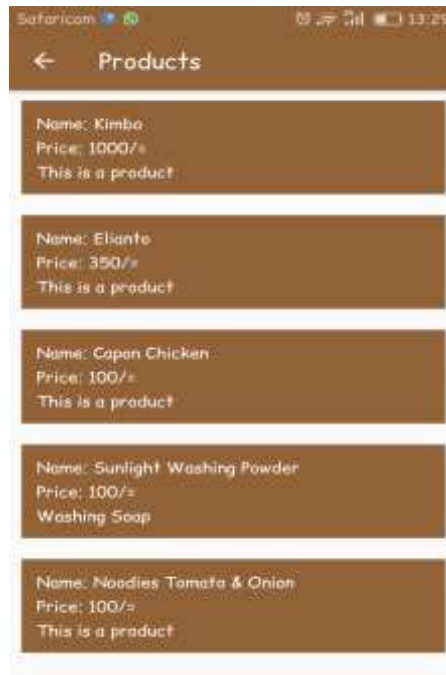 Safaricom 13:29
Products
Name: Kimbo
Price: 1000/=
This is a product
Name: Elianto
Price: 350/=
This is a product
Name: Capon Chicken
Price: 100/=
This is a product
Name: Sunlight Washing Powder
Price: 100/=
Washing Soap
Name: Noodies Tomato & Onion
Price: 100/=
This is a product